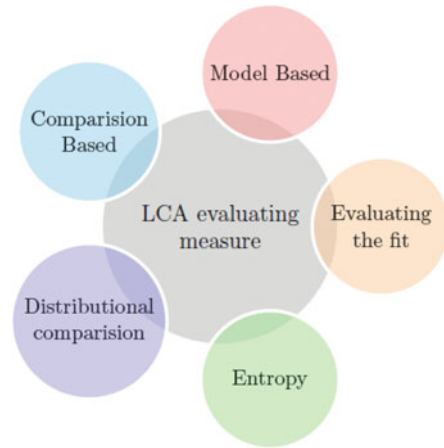 Model Based
Comparision
Based
LCA evaluating
measure
Evaluating
the fit
Distributional
comparision
Entropy